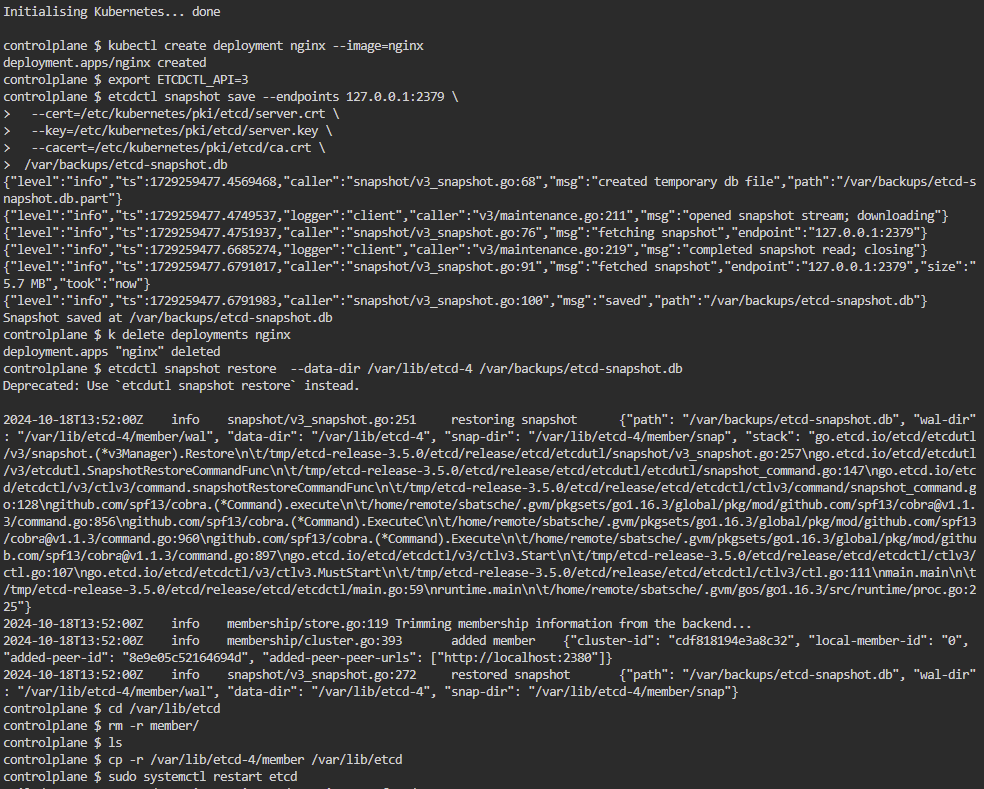 Initialising Kubernetes... done
controlplane $ kubectl create deployment nginx --image=nginx
deployment.apps/nginx created
controlplane $ export ETCDCTL_API=3
controlplane $ etcdctl snapshot save --endpoints 127.0.0.1:2379 \
>   --cert=/etc/kubernetes/pki/etcd/server.crt \
>   --key=/etc/kubernetes/pki/etcd/server.key \
>   --cacert=/etc/kubernetes/pki/etcd/ca.crt \
>  /var/backups/etcd-snapshot.db
{"level":"info","ts":1729259477.4569468,"caller":"snapshot/v3_snapshot.go:68","msg":"created temporary db file","path":"/var/backups/etcd-s
napshot.db.part"}
{"level":"info","ts":1729259477.4749537,"logger":"client","caller":"v3/maintenance.go:211","msg":"opened snapshot stream; downloading"}
{"level":"info","ts":1729259477.4751937,"caller":"snapshot/v3_snapshot.go:76","msg":"fetching snapshot","endpoint":"127.0.0.1:2379"}
{"level":"info","ts":1729259477.6685274,"logger":"client","caller":"v3/maintenance.go:219","msg":"completed snapshot read; closing"}
{"level":"info","ts":1729259477.6791017,"caller":"snapshot/v3_snapshot.go:91","msg":"fetched snapshot","endpoint":"127.0.0.1:2379","size":"
5.7 MB","took":"now"}
{"level":"info","ts":1729259477.6791983,"caller":"snapshot/v3_snapshot.go:100","msg":"saved","path":"/var/backups/etcd-snapshot.db"}
Snapshot saved at /var/backups/etcd-snapshot.db
controlplane $ k delete deployments nginx
deployment.apps "nginx" deleted
controlplane $ etcdctl snapshot restore  --data-dir /var/lib/etcd-4 /var/backups/etcd-snapshot.db
Deprecated: Use `etcdutl snapshot restore` instead.
2024-10-18T13:52:00Z    info    snapshot/v3_snapshot.go:251     restoring snapshot      {"path": "/var/backups/etcd-snapshot.db", "wal-dir"
: "/var/lib/etcd-4/member/wal", "data-dir": "/var/lib/etcd-4", "snap-dir": "/var/lib/etcd-4/member/snap", "stack": "go.etcd.io/etcd/etcdutl
/v3/snapshot.(*v3Manager).Restore\n\t/tmp/etcd-release-3.5.0/etcd/release/etcd/etcdutl/snapshot/v3_snapshot.go:257\ngo.etcd.io/etcd/etcdutl
/v3/etcdutl.SnapshotRestoreCommandFunc\n\t/tmp/etcd-release-3.5.0/etcd/release/etcd/etcdutl/etcdutl/snapshot_command.go:147\ngo.etcd.io/etc
d/etcdctl/v3/ctlv3/command.snapshotRestoreCommandFunc\n\t/tmp/etcd-release-3.5.0/etcd/release/etcd/etcdctl/ctlv3/command/snapshot_command.g
o:128\ngithub.com/spf13/cobra.(*Command).execute\n\t/home/remote/sbatsche/.gvm/pkgsets/go1.16.3/global/pkg/mod/github.com/spf13/cobra@v1.1.
3/command.go:856\ngithub.com/spf13/cobra.(*Command).ExecuteC\n\t/home/remote/sbatsche/.gvm/pkgsets/go1.16.3/global/pkg/mod/github.com/spf13
/cobra@v1.1.3/command.go:960\ngithub.com/spf13/cobra.(*Command).Execute\n\t/home/remote/sbatsche/.gvm/pkgsets/go1.16.3/global/pkg/mod/githu
b.com/spf13/cobra@v1.1.3/command.go:897\ngo.etcd.io/etcd/etcdctl/v3/ctlv3.Start\n\t/tmp/etcd-release-3.5.0/etcd/release/etcd/etcdctl/ctlv3/
ctl.go:107\ngo.etcd.io/etcd/etcdctl/v3/ctlv3.MustStart\n\t/tmp/etcd-release-3.5.0/etcd/release/etcd/etcdctl/ctlv3/ctl.go:111\nmain.main\n\t
/tmp/etcd-release-3.5.0/etcd/release/etcd/etcdctl/main.go:59\nruntime.main\n\t/home/remote/sbatsche/.gvm/gos/go1.16.3/src/runtime/proc.go:2
25"}
2024-10-18T13:52:00Z    info    membership/store.go:119 Trimming membership information from the backend...
2024-10-18T13:52:00Z    info    membership/cluster.go:393       added member    {"cluster-id": "cdf818194e3a8c32", "local-member-id": "0",
"added-peer-id": "8e9e05c52164694d", "added-peer-peer-urls": ["http://localhost:2380"]}
2024-10-18T13:52:00Z    info    snapshot/v3_snapshot.go:272     restored snapshot       {"path": "/var/backups/etcd-snapshot.db", "wal-dir"
: "/var/lib/etcd-4/member/wal", "data-dir": "/var/lib/etcd-4", "snap-dir": "/var/lib/etcd-4/member/snap"}
controlplane $ cd /var/lib/etcd
controlplane $ rm -r member/
controlplane $ ls
controlplane $ cp -r /var/lib/etcd-4/member /var/lib/etcd
controlplane $ sudo systemctl restart etcd